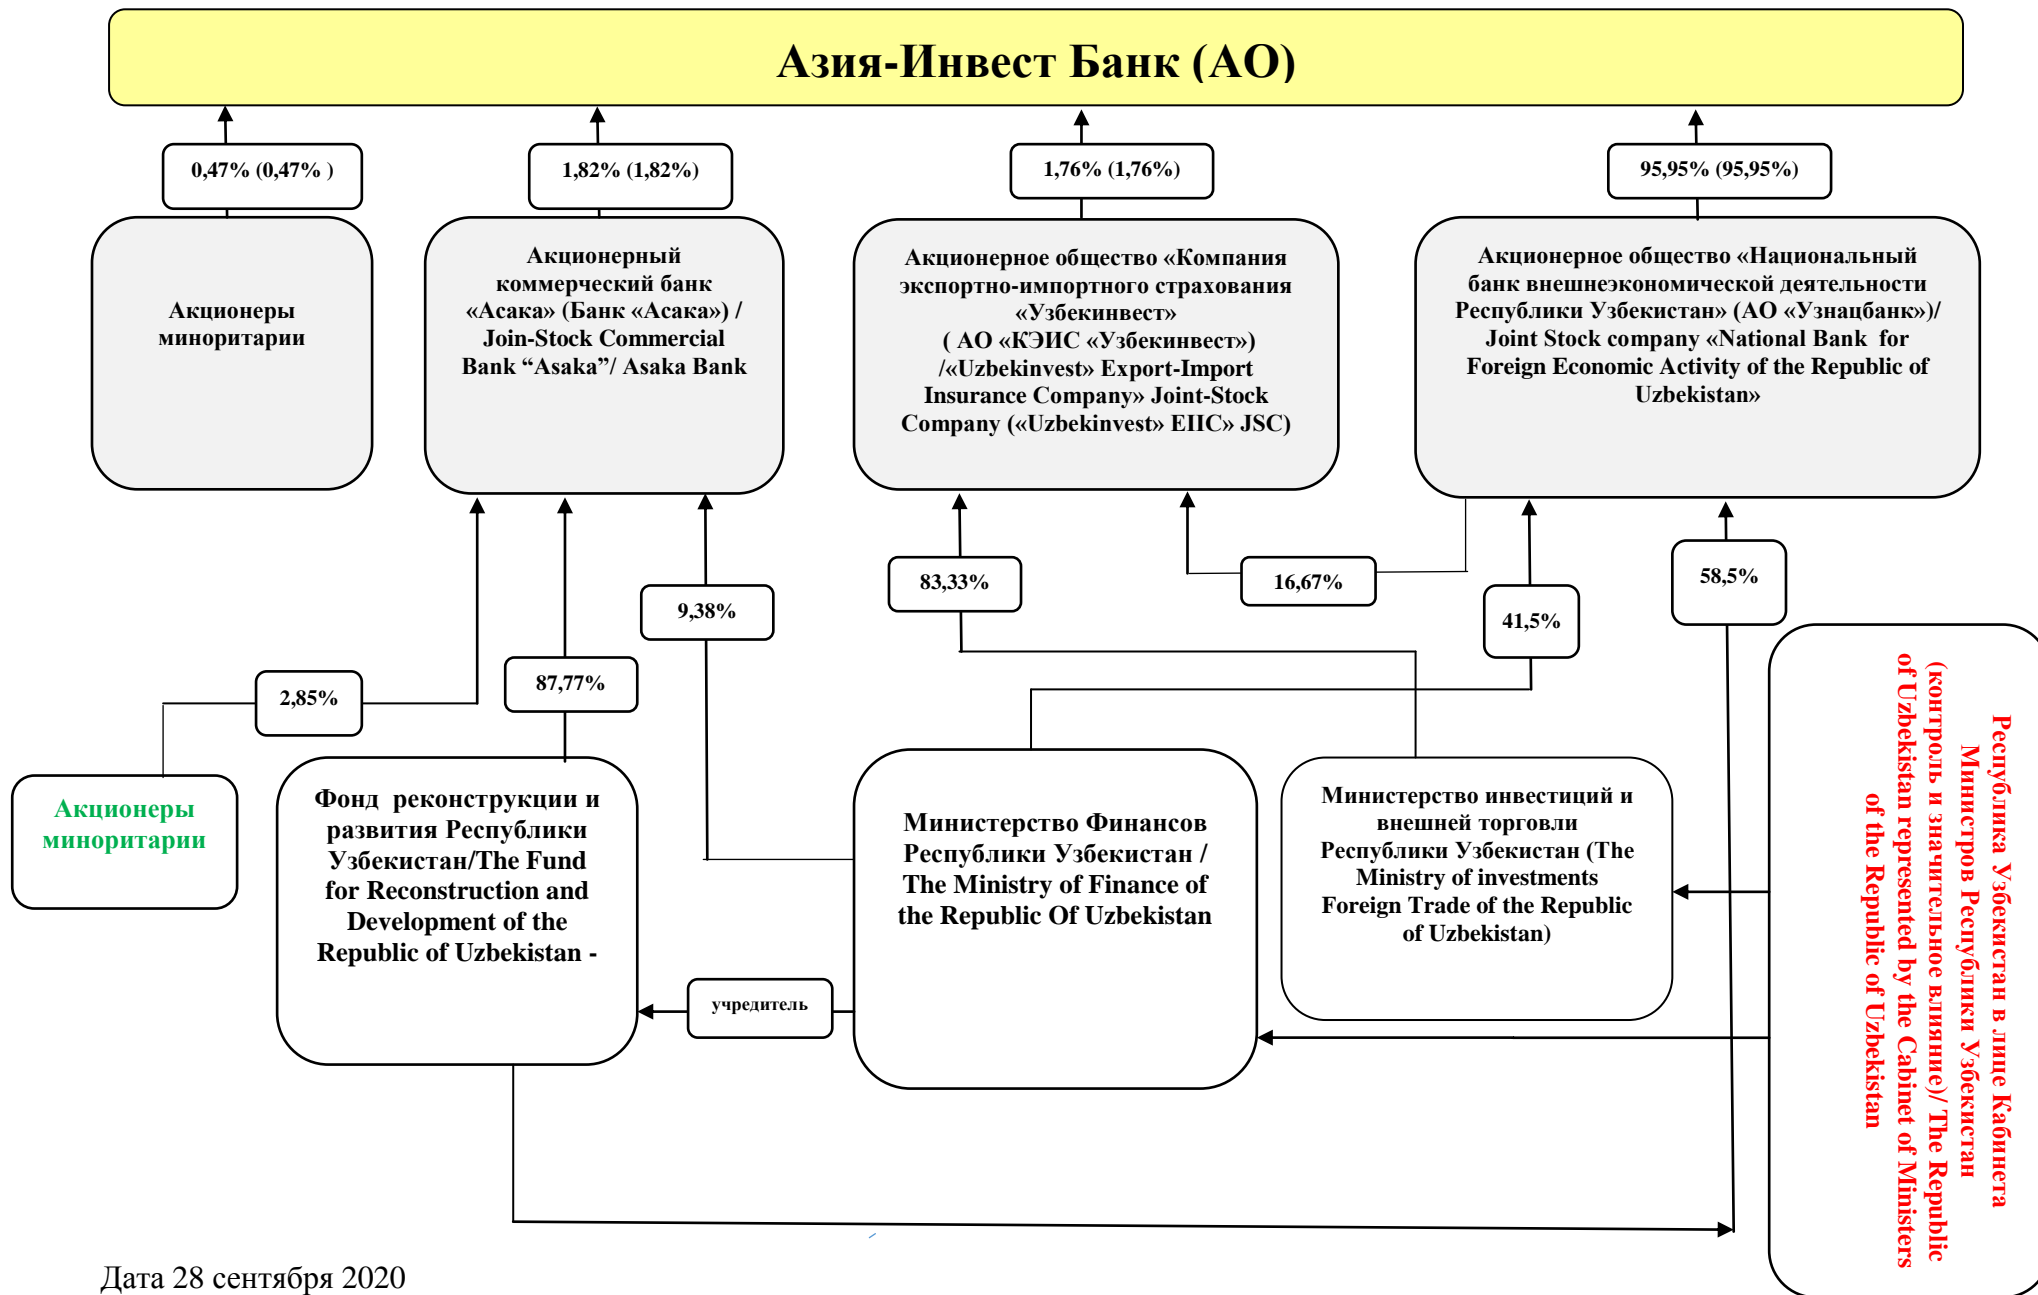 Азия-Инвест Банк (АО)
0,47% (0,47% )
1,82% (1,82%)
1,76% (1,76%)
95,95% (95,95%)
Акционеры
миноритарии
Акционерный
коммерческий банк
«Асака» (Банк «Асака») /
Join-Stock Commercial
Bank “Asaka”/ Asaka Bank
Акционерное общество «Компания
экспортно-импортного страхования
«Узбекинвест»
( АО «КЭИС «Узбекинвест»)
/«Uzbekinvest» Export-Import
Insurance Company» Joint-Stock
Company («Uzbekinvest» EIIC» JSC)
Акционерное общество «Национальный
банк внешнеэкономической деятельности
Республики Узбекистан» (АО «Узнацбанк»)/
Joint Stock company «National Bank for
Foreign Economic Activity of the Republic of
Uzbekistan»
83,33%
16,67%
58,5%
9,38%
41,5%
2,85%
87,77%
Акционеры
миноритарии
Фонд реконструкции и
развития Республики
Узбекистан/The Fund
for Reconstruction and
Development of the
Republic of Uzbekistan -
учредитель
Министерство Финансов
Республики Узбекистан /
The Ministry of Finance of
the Republic Of Uzbekistan
Министерство инвестиций и
внешней торговли
Республики Узбекистан (The
Ministry of investments
Foreign Trade of the Republic
of Uzbekistan)
Республика Узбекистан в лице Кабинета
Министров Республики Узбекистан
(контроль и значительное влияние)/ The Republic
of Uzbekistan represented by the Cabinet of Ministers
of the Republic of Uzbekistan
Дата 28 сентября 2020